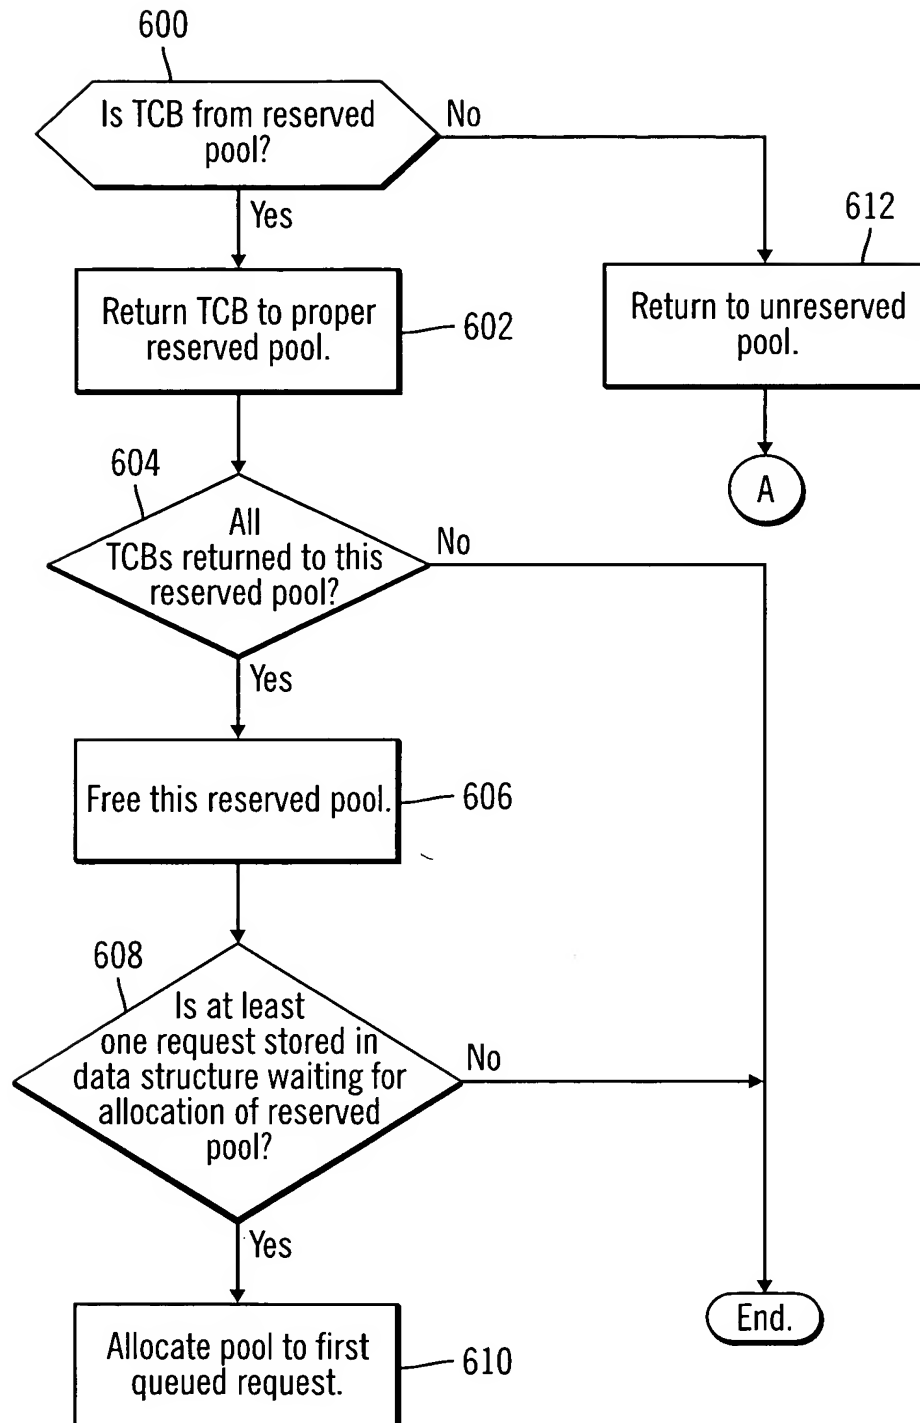 600
Is TCB from reserved
pool?
No
Yes
612
Return TCB to proper
reserved pool.
602
Return to unreserved
pool.
604
A
All
TCBs returned to this
reserved pool?
No
Yes
Free this reserved pool.
606
608
Is at least
one request stored in
data structure waiting for
allocation of reserved
pool?
No
Yes
End.
Allocate pool to first
queued request.
610